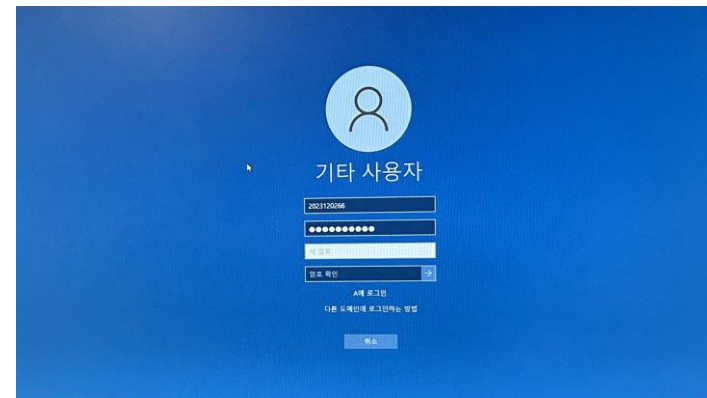 기타 사용자
2023120266
●●●●●●●●●●
새 암호
암호 확인
A에 로그인
다른 도메인에 로그인하는 방법
취소